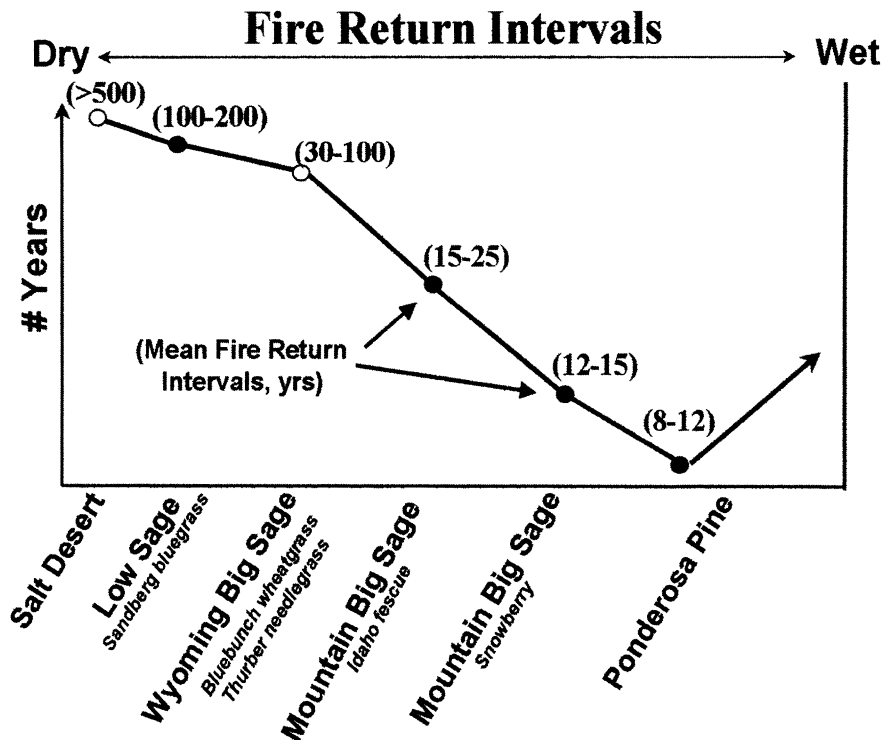 Fire Return Intervals
Dry
Wet
(>500)
(100-200)
(30-100)
(15-25)
(12-15)
(8-12)
# Years
(Mean Fire Return
Intervals, yrs)
Salt Desert
Low Sage
Sandberg bluegrass
Wyoming Big Sage
Bluebunch wheatgrass
Thurber needlegrass
Mountain Big Sage
Idaho fescue
Mountain Big Sage
Snowberry
Ponderosa Pine